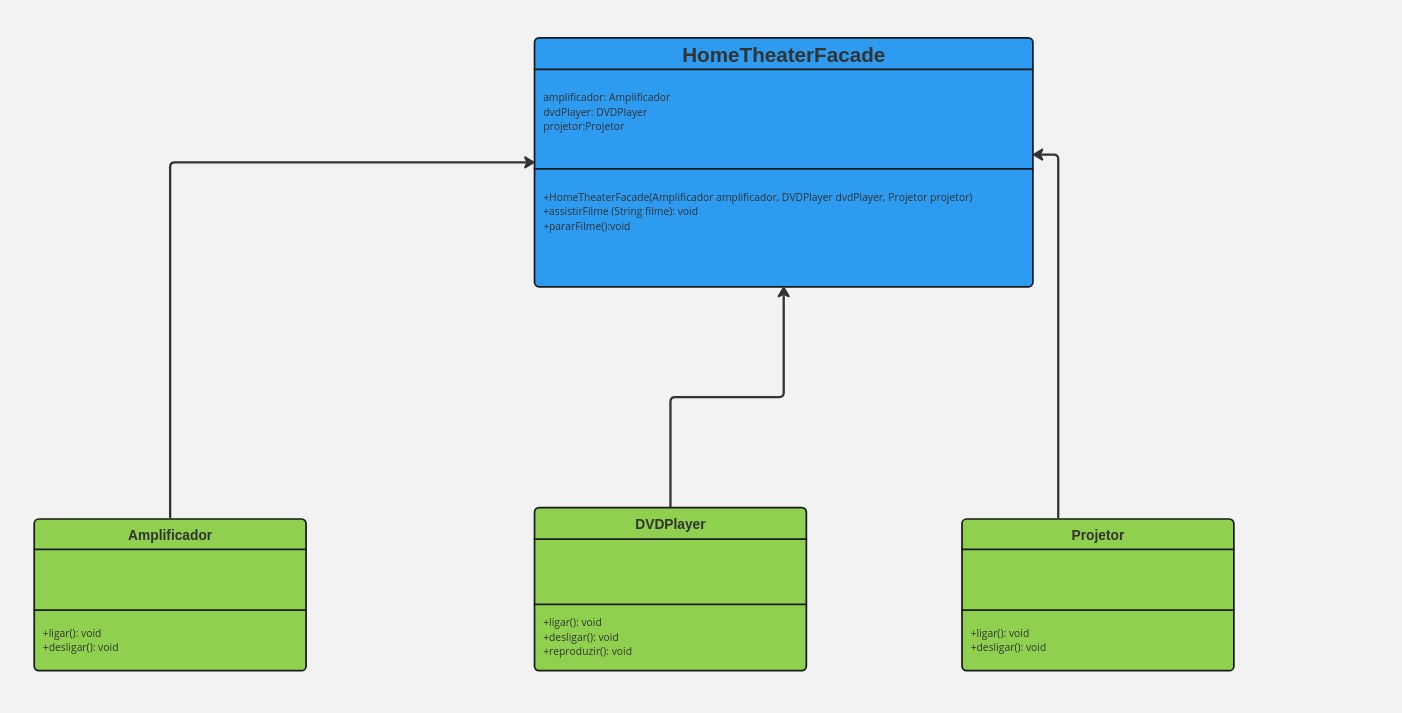 HomeTheaterFacade
amplificador: Amplificador
dvdPlayer: DVDPlayer
projetor:Projetor
+HomeTheaterFacade(Amplificador amplificador, DVDPlayer dvdPlayer, Projetor projetor)
+assistirFilme (String filme): void
+pararFilme():void
Amplificador
+ligar(): void
+desligar(): void
DVDPlayer
+ligar(): void
+desligar(): void
+reproduzir(): void
Projetor
+ligar(): void
+desligar(): void